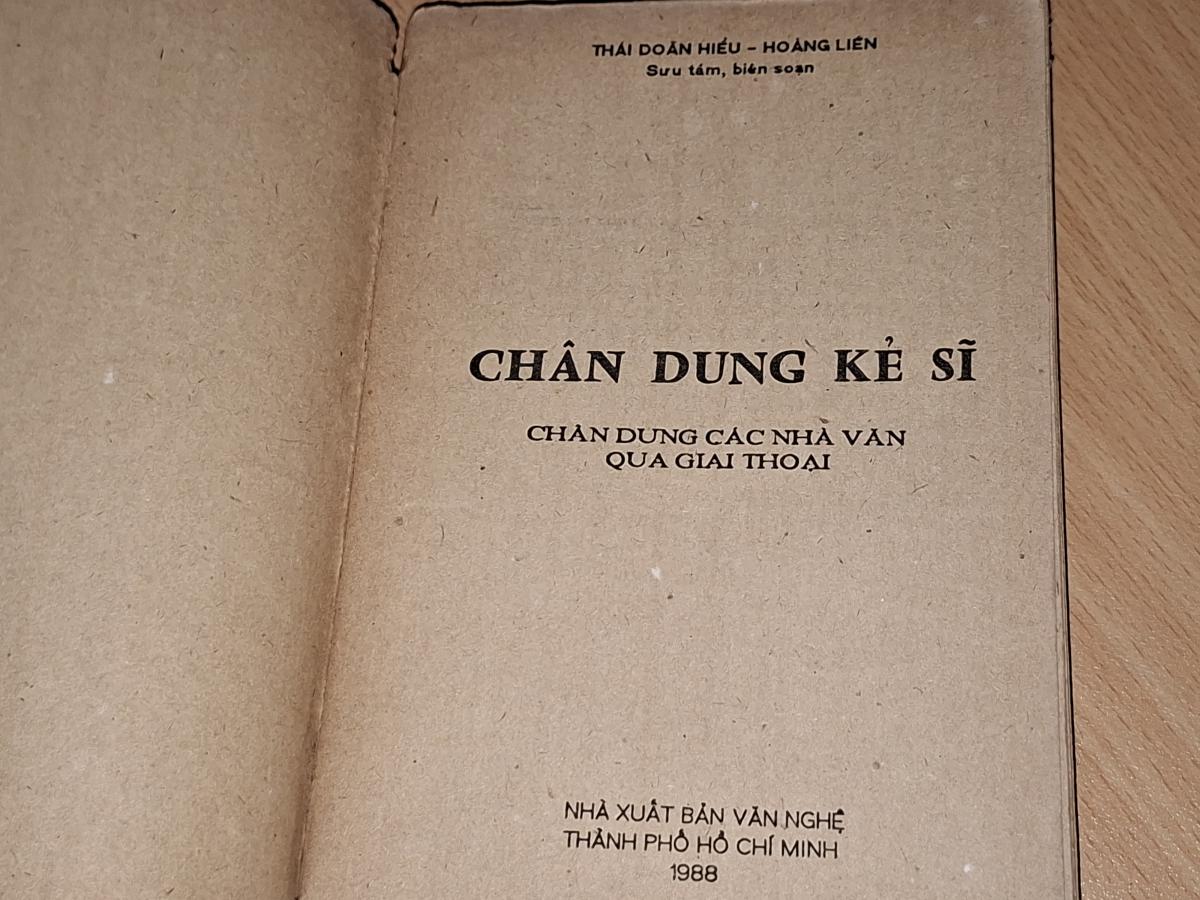 THÁI DOÃN HIỂU – HOÀNG LIÊN
Sưu tầm, biên soạn
CHÂN DUNG KẺ SĨ
CHÂN DUNG CÁC NHÀ VĂN
QUA GIAI THOẠI
NHÀ XUẤT BẢN VĂN NGHỆ
THÀNH PHỐ HỒ CHÍ MINH
1988